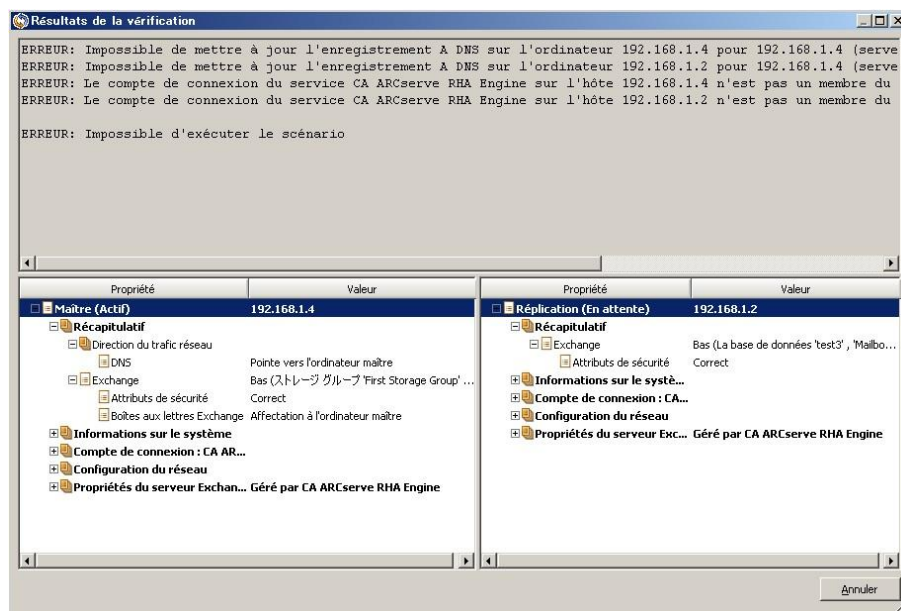 Résultats de la vérification
ERREUR: Impossible de mettre à jour l'enregistrement A DNS sur l'ordinateur 192.168.1.4 pour 192.168.1.4 (serve
ERREUR: Impossible de mettre à jour l'enregistrement A DNS sur l'ordinateur 192.168.1.2 pour 192.168.1.4 (serve
ERREUR: Le compte de connexion du service CA ARCserve RHA Engine sur l'hôte 192.168.1.4 n'est pas un membre du
ERREUR: Le compte de connexion du service CA ARCserve RHA Engine sur l'hôte 192.168.1.2 n'est pas un membre du
ERREUR: Impossible d'exécuter le scénario
Propriété Valeur
Maître (Actif) 192.168.1.4
Récapitulatif
Direction du trafic réseau
DNS Pointe vers l'ordinateur maître
Exchange Bas (ストレージ グループ 'First Storage Group' ...
Attributs de sécurité Correct
Boîtes aux lettres Exchange Affectation à l'ordinateur maître
Informations sur le système
Compte de connexion : CA AR...
Configuration du réseau
Propriétés du serveur Exchan... Géré par CA ARCserve RHA Engine
Propriété Valeur
Réplication (En attente) 192.168.1.2
Récapitulatif
Exchange Bas (La base de données 'test3' , 'Mailbo...
Attributs de sécurité Correct
Informations sur le systè...
Compte de connexion : CA...
Configuration du réseau
Propriétés du serveur Exc... Géré par CA ARCserve RHA Engine
Annuler